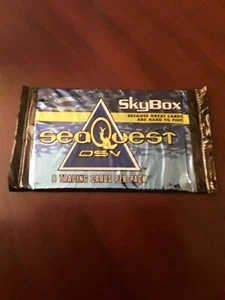 SkyBox
BECAUSE GREAT CARDS
ARE HARD TO FIND
seaQuest
DSV
8 TRADING CARDS PER PACK